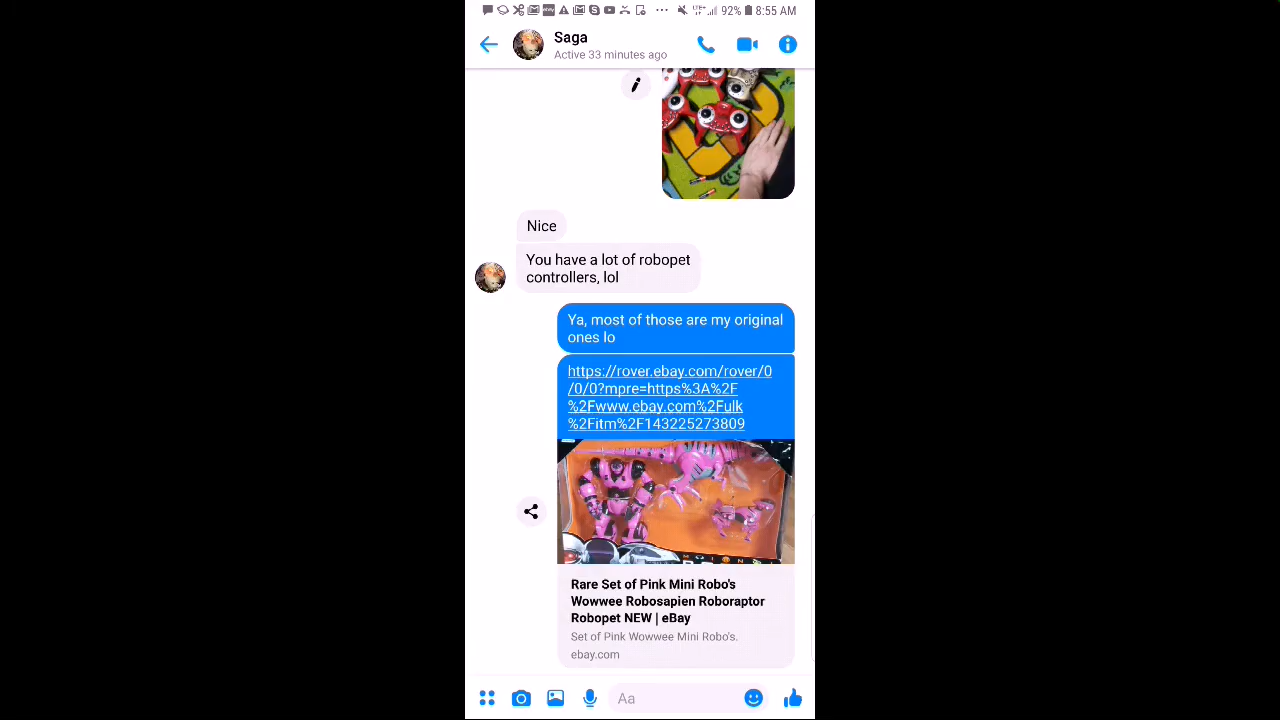 92% 8:55 AM
Saga
Active 33 minutes ago
Nice
You have a lot of robopet
controllers, lol
Ya, most of those are my original
ones lo
https://rover.ebay.com/rover/0
/0/0?mpre=https%3A%2F
%2Fwww.ebay.com%2Fulk
%2Fitm%2F143225273809
Rare Set of Pink Mini Robo's
Wowwee Robosapien Roboraptor
Robopet NEW | eBay
Set of Pink Wowwee Mini Robo's.
ebay.com
Aa